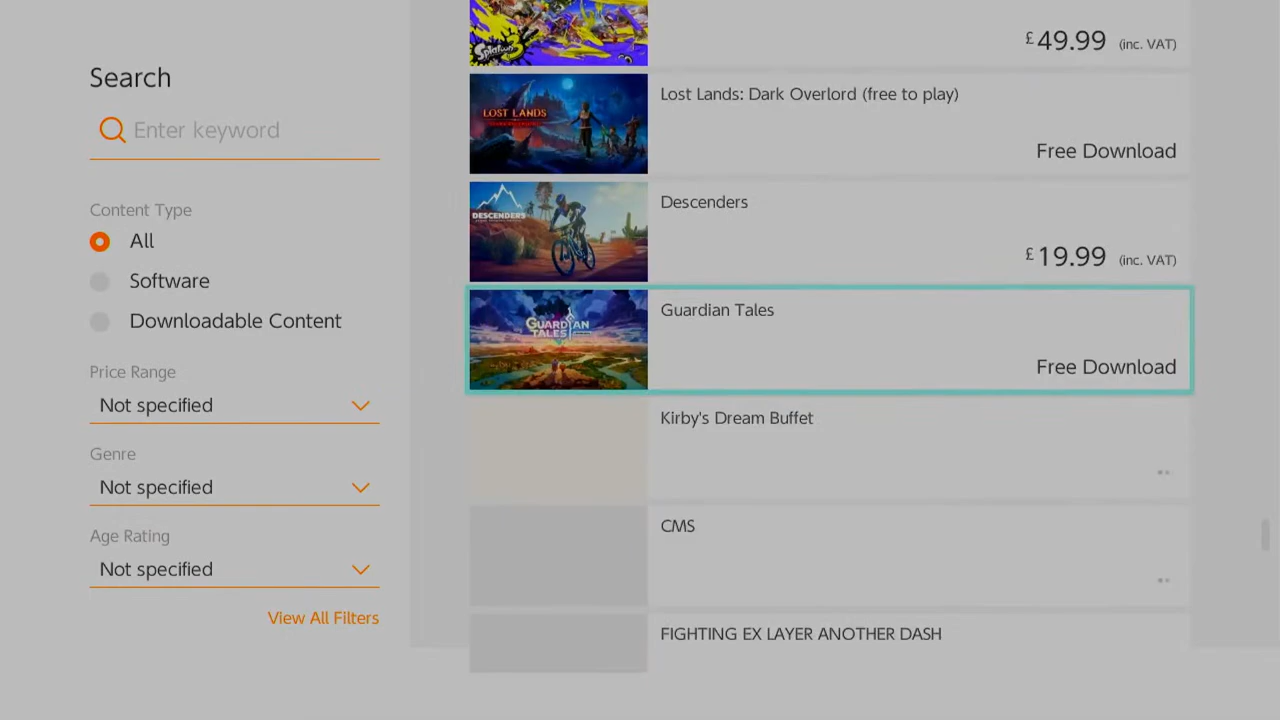 Search
Enter keyword
Content Type
All
Software
Downloadable Content
Price Range
Not specified
Genre
Not specified
Age Rating
Not specified
View All Filters
Splatoon 3
£49.99 (inc. VAT)
LOST LANDS
Lost Lands: Dark Overlord (free to play)
Free Download
DESCENDERS
Descenders
£19.99 (inc. VAT)
GUARDIAN
TALES
Guardian Tales
Free Download
Kirby's Dream Buffet
CMS
FIGHTING EX LAYER ANOTHER DASH